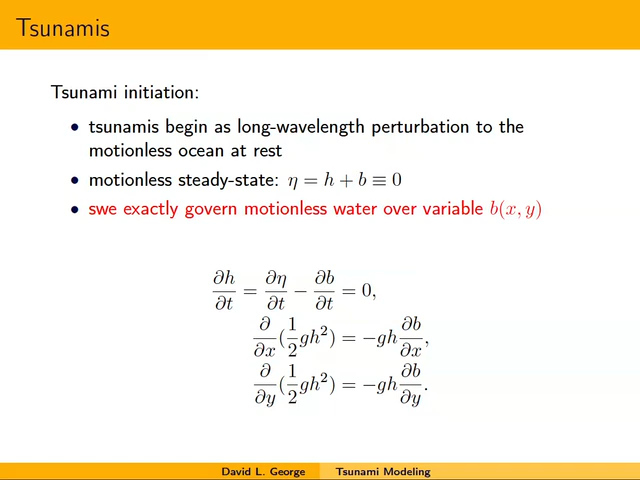 Tsunamis
Tsunami initiation:
• tsunamis begin as long-wavelength perturbation to the
motionless ocean at rest
• motionless steady-state: η = h + b ≡ 0
• swe exactly govern motionless water over variable b(x, y)
∂h/∂t = ∂η/∂t − ∂b/∂t = 0,
∂/∂x (1/2 gh²) = −gh ∂b/∂x,
∂/∂y (1/2 gh²) = −gh ∂b/∂y.
David L. George Tsunami Modeling